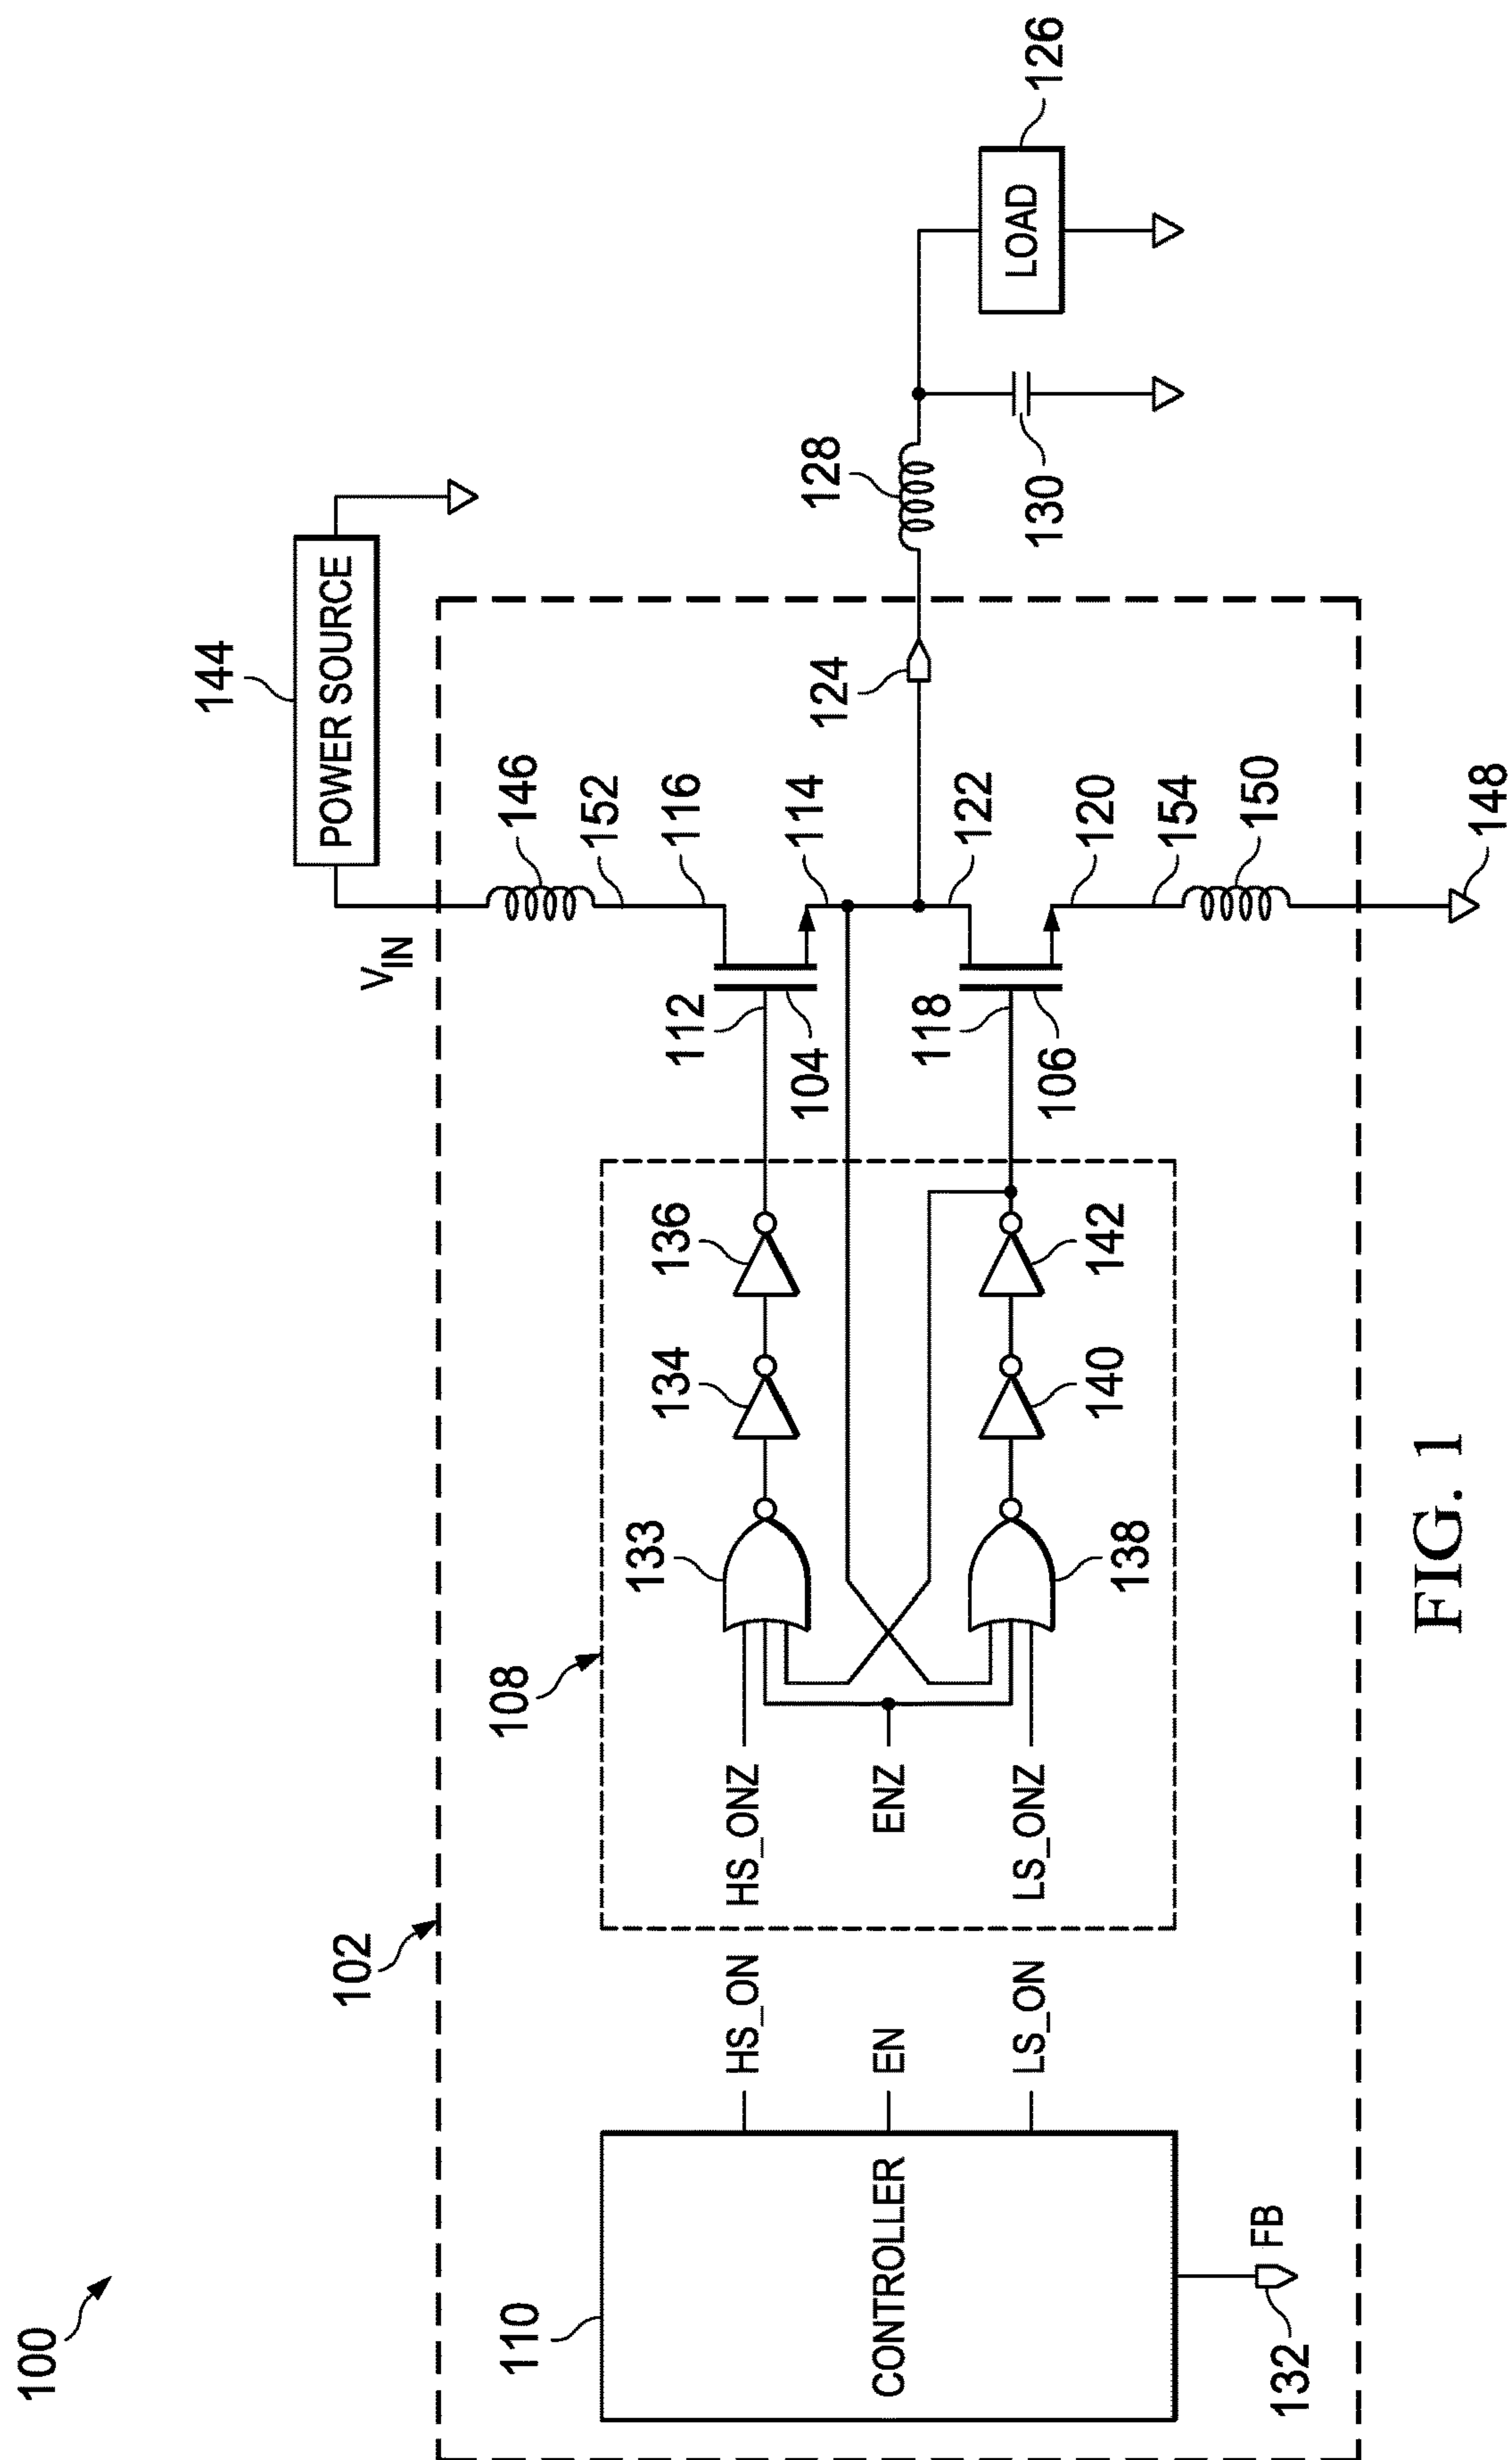 100
102
144
POWER SOURCE
V_IN
146
152
116
114
122
120
154
150
148
124
128
130
LOAD
126
112
104
118
106
108
133
134
136
138
140
142
HS_ONZ
ENZ
LS_ONZ
HS_ON
EN
LS_ON
110
CONTROLLER
FB
132
FIG. 1